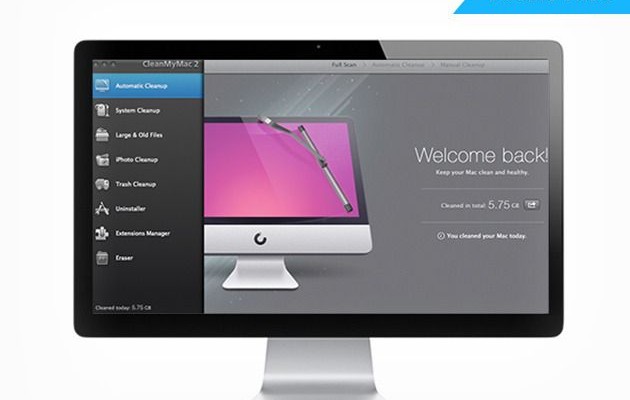 CleanMyMac 2
Full Scan > Automatic Cleanup > Manual Cleanup
Automatic Cleanup
System Cleanup
Large & Old Files
iPhoto Cleanup
Trash Cleanup
Uninstaller
Extensions Manager
Eraser
Cleaned today: 5.75 GB
Welcome back!
Keep your Mac clean and healthy.
Cleaned in total: 5.75 GB
You cleaned your Mac today.